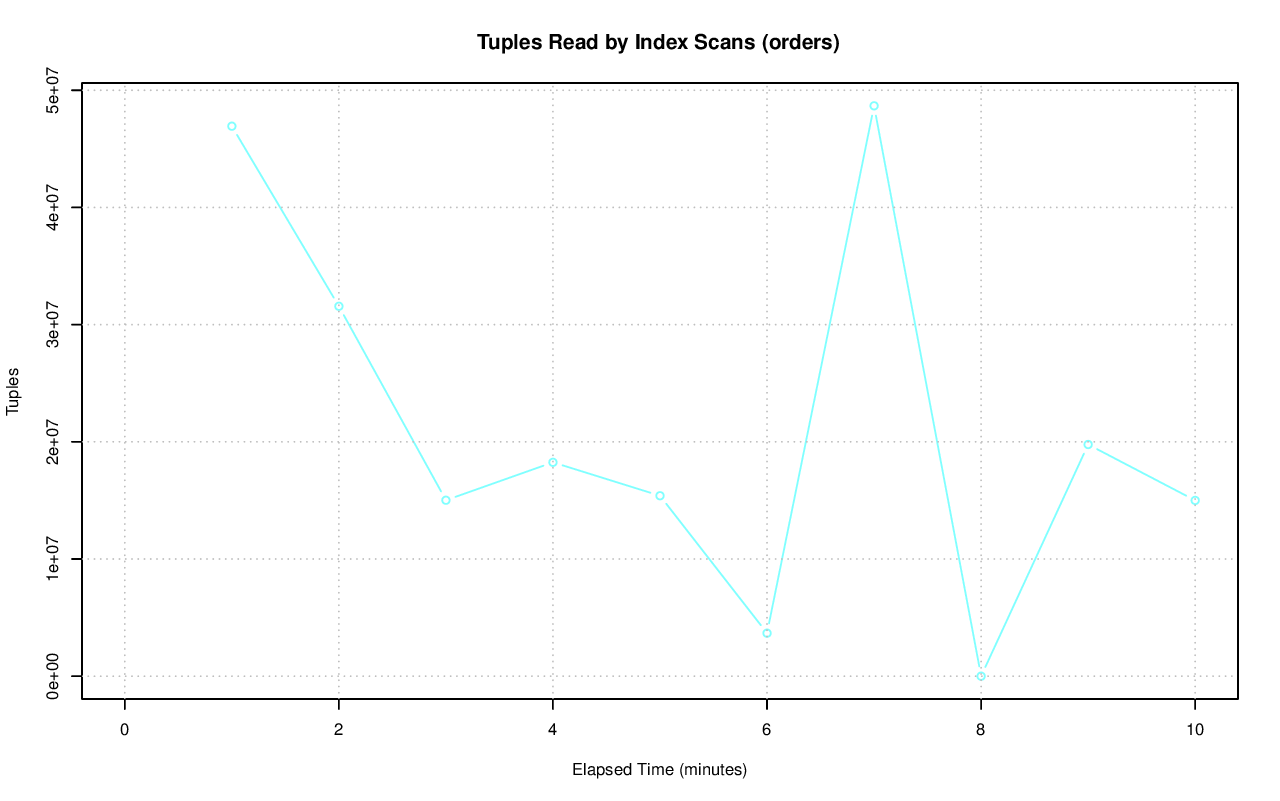 Tuples Read by Index Scans (orders)
5e+07
4e+07
3e+07
2e+07
1e+07
0e+00
Tuples
0 2 4 6 8 10
Elapsed Time (minutes)